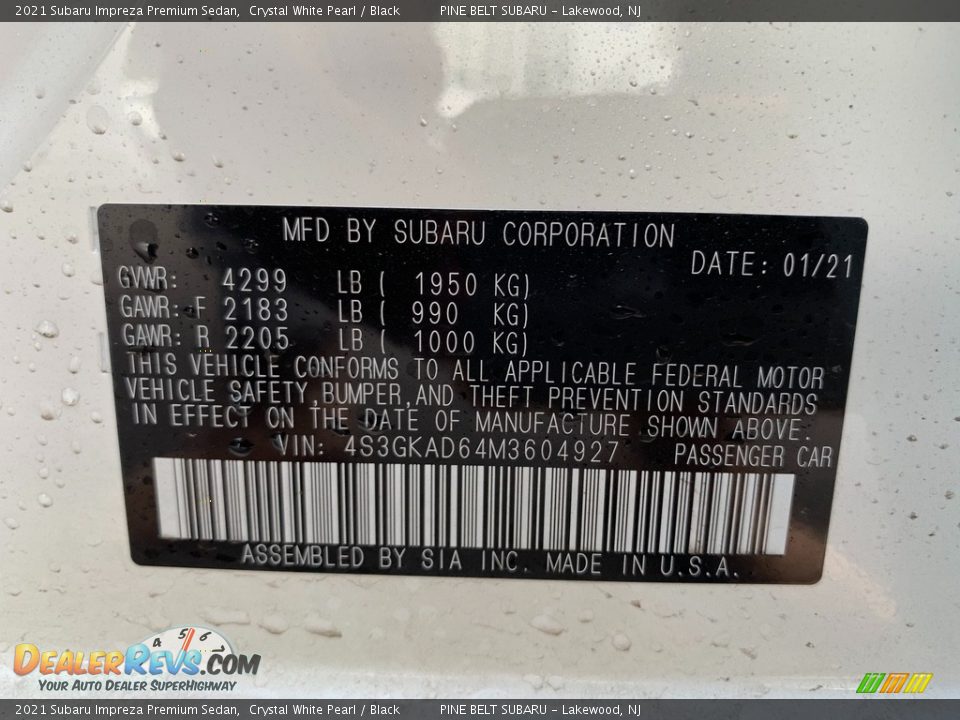 2021 Subaru Impreza Premium Sedan, Crystal White Pearl / Black PINE BELT SUBARU - Lakewood, NJ
MFD BY SUBARU CORPORATION
DATE: 01/21
GVWR: 4299 LB ( 1950 KG)
GAWR: F 2183 LB ( 990 KG)
GAWR: R 2205 LB ( 1000 KG)
THIS VEHICLE CONFORMS TO ALL APPLICABLE FEDERAL MOTOR
VEHICLE SAFETY, BUMPER, AND THEFT PREVENTION STANDARDS
IN EFFECT ON THE DATE OF MANUFACTURE SHOWN ABOVE.
VIN: 4S3GKAD64M3604927 PASSENGER CAR
ASSEMBLED BY SIA INC. MADE IN U.S.A.
4 5 6
DEALERREVS.COM
YOUR AUTO DEALER SUPERHIGHWAY
2021 Subaru Impreza Premium Sedan, Crystal White Pearl / Black PINE BELT SUBARU - Lakewood, NJ